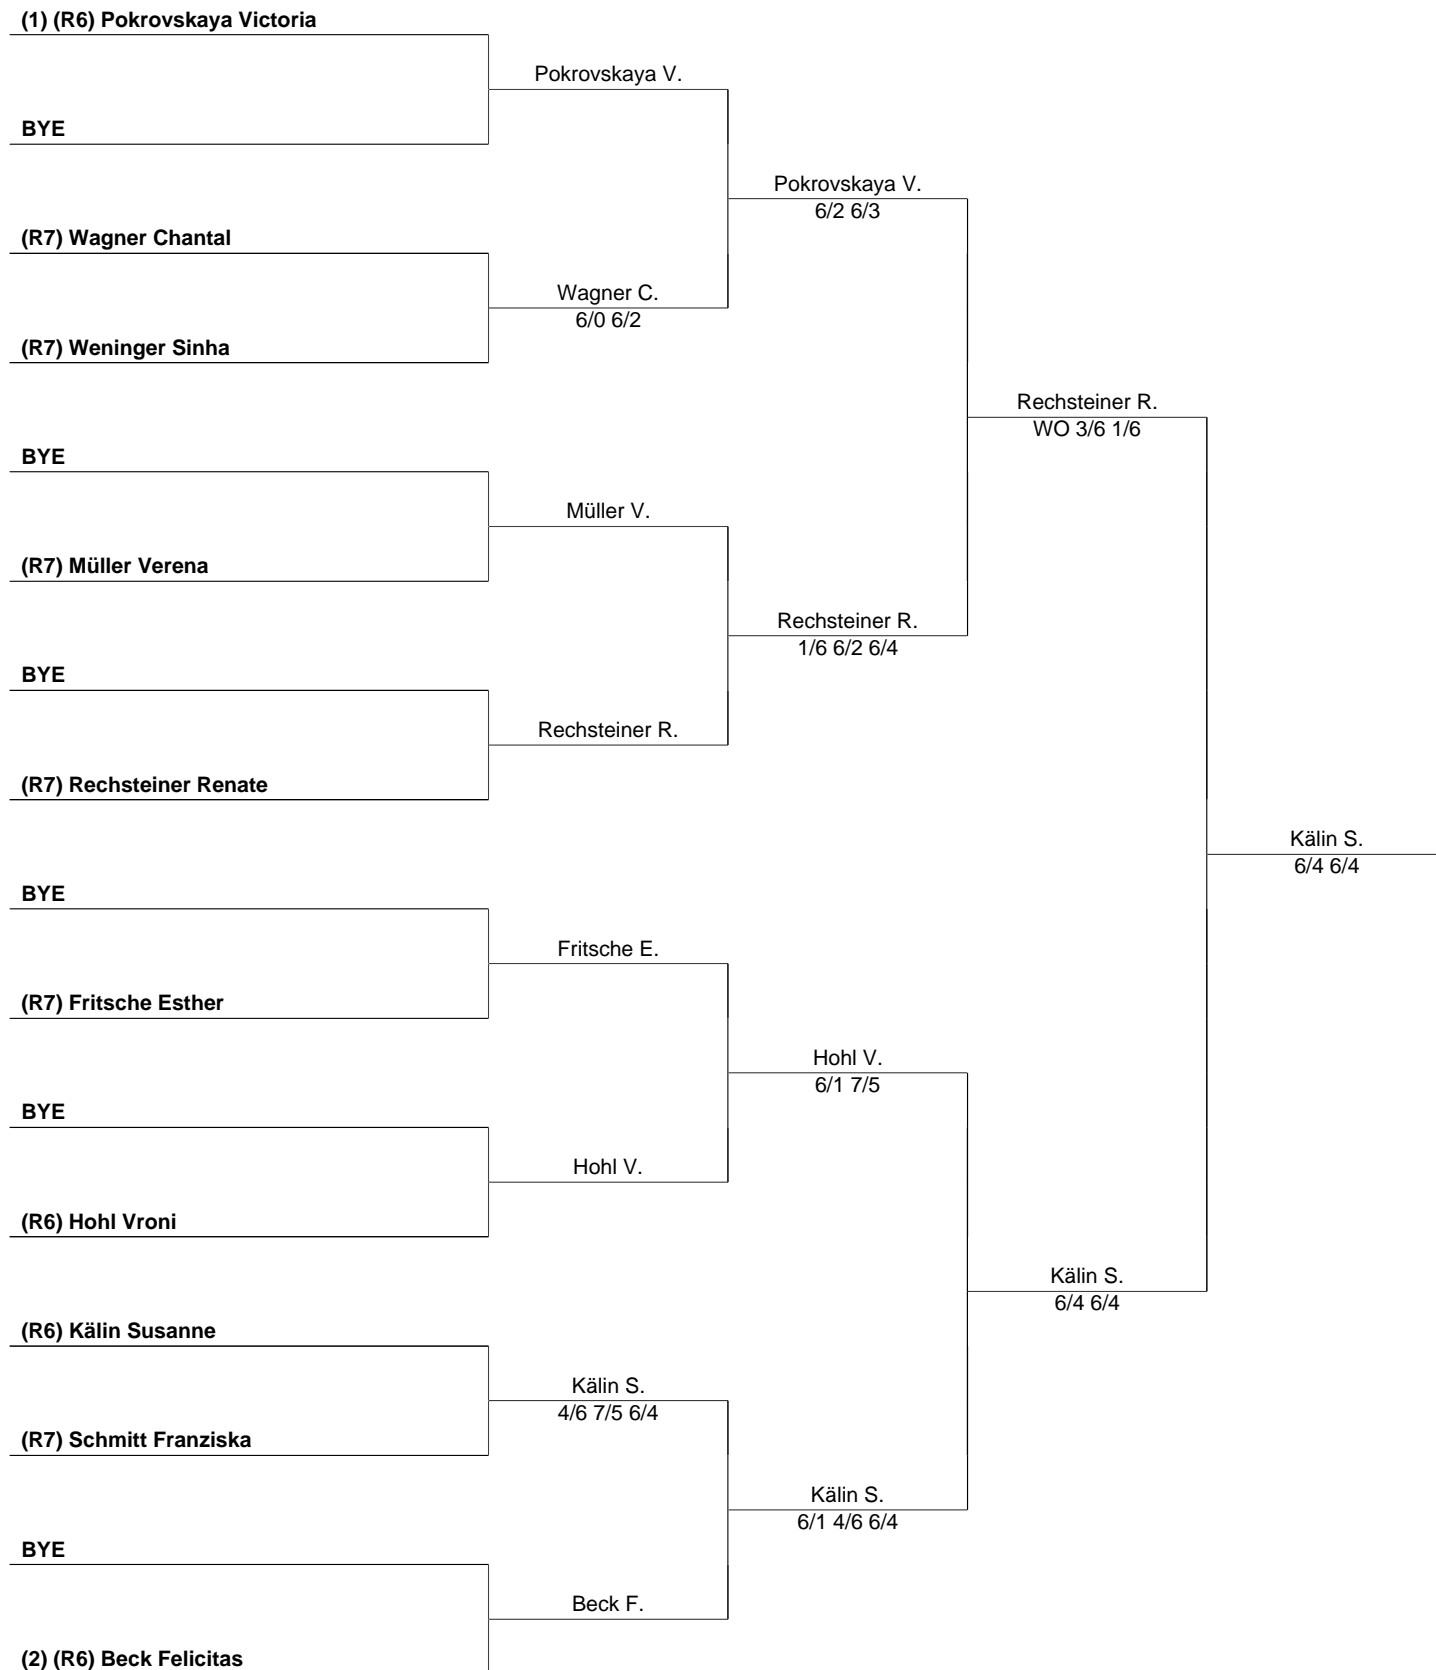 (1) (R6) Pokrovskaya Victoria
Pokrovskaya V.
BYE
Pokrovskaya V.
6/2 6/3
(R7) Wagner Chantal
Wagner C.
6/0 6/2
(R7) Weninger Sinha
Rechsteiner R.
WO 3/6 1/6
BYE
Müller V.
(R7) Müller Verena
Rechsteiner R.
1/6 6/2 6/4
BYE
Rechsteiner R.
(R7) Rechsteiner Renate
Kälin S.
6/4 6/4
BYE
Fritsche E.
(R7) Fritsche Esther
Hohl V.
6/1 7/5
BYE
Hohl V.
(R6) Hohl Vroni
Kälin S.
6/4 6/4
(R6) Kälin Susanne
Kälin S.
4/6 7/5 6/4
(R7) Schmitt Franziska
Kälin S.
6/1 4/6 6/4
BYE
Beck F.
(2) (R6) Beck Felicitas